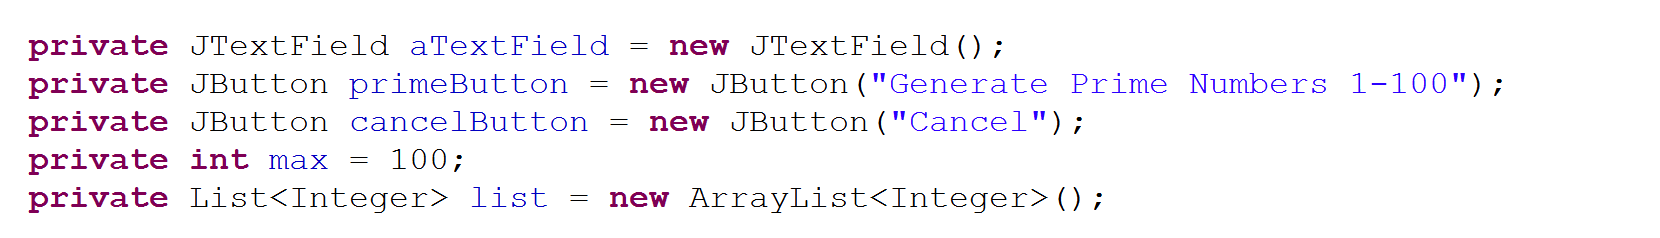 private JTextField aTextField = new JTextField();
private JButton primeButton = new JButton("Generate Prime Numbers 1-100");
private JButton cancelButton = new JButton("Cancel");
private int max = 100;
private List<Integer> list = new ArrayList<Integer>();